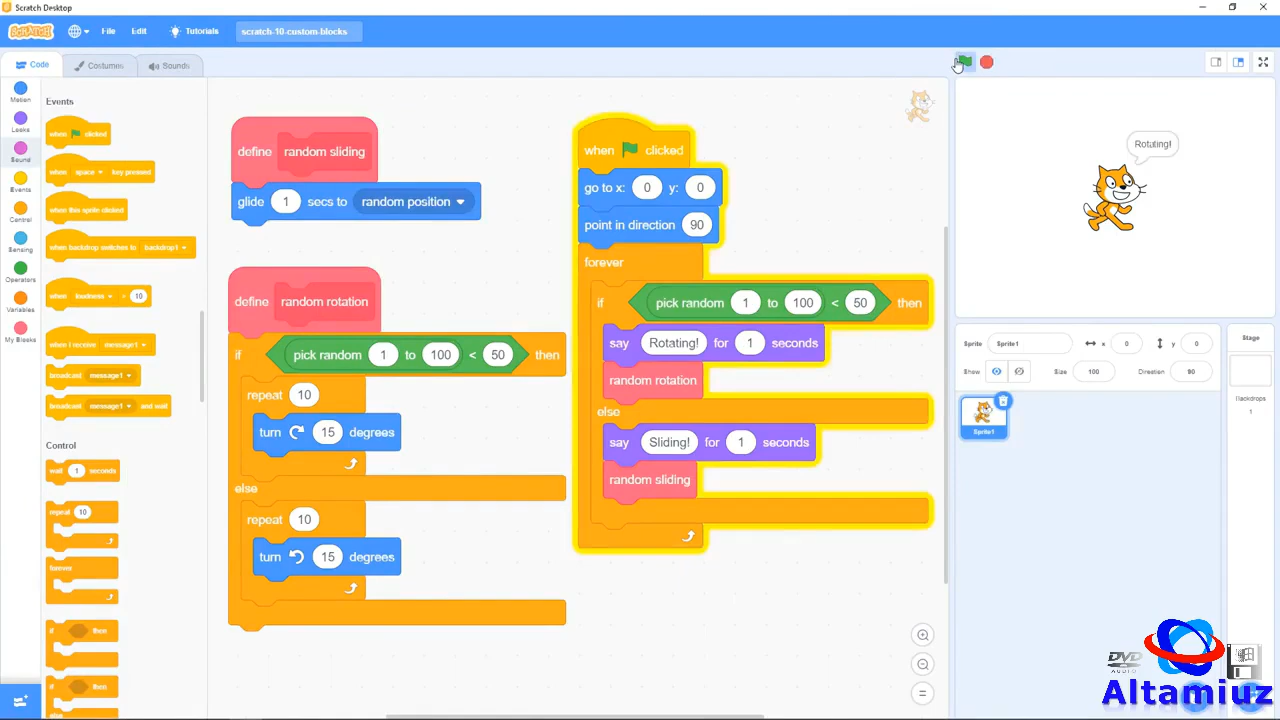 Scratch Desktop
SCRATCH
File
Edit
Tutorials
scratch-10-custom-blocks
Code
Costumes
Sounds
Motion
Looks
Sound
Events
Control
Sensing
Operators
Variables
My Blocks
Events
when clicked
when space key pressed
when this sprite clicked
when backdrop switches to backdrop1
when loudness > 10
when I receive message1
broadcast message1
broadcast message1 and wait
Control
wait 1 seconds
repeat 10
forever
if then
if then
else
define random sliding
glide 1 secs to random position
define random rotation
if pick random 1 to 100 < 50 then
repeat 10
turn 15 degrees
else
repeat 10
turn 15 degrees
when clicked
go to x: 0 y: 0
point in direction 90
forever
if pick random 1 to 100 < 50 then
say Rotating! for 1 seconds
random rotation
else
say Sliding! for 1 seconds
random sliding
Rotating!
Sprite Sprite1 x 0 y 0
Show Size 100 Direction 90
Sprite1
Stage
Backdrops
1
DVD
AUDIO
Altamiuz